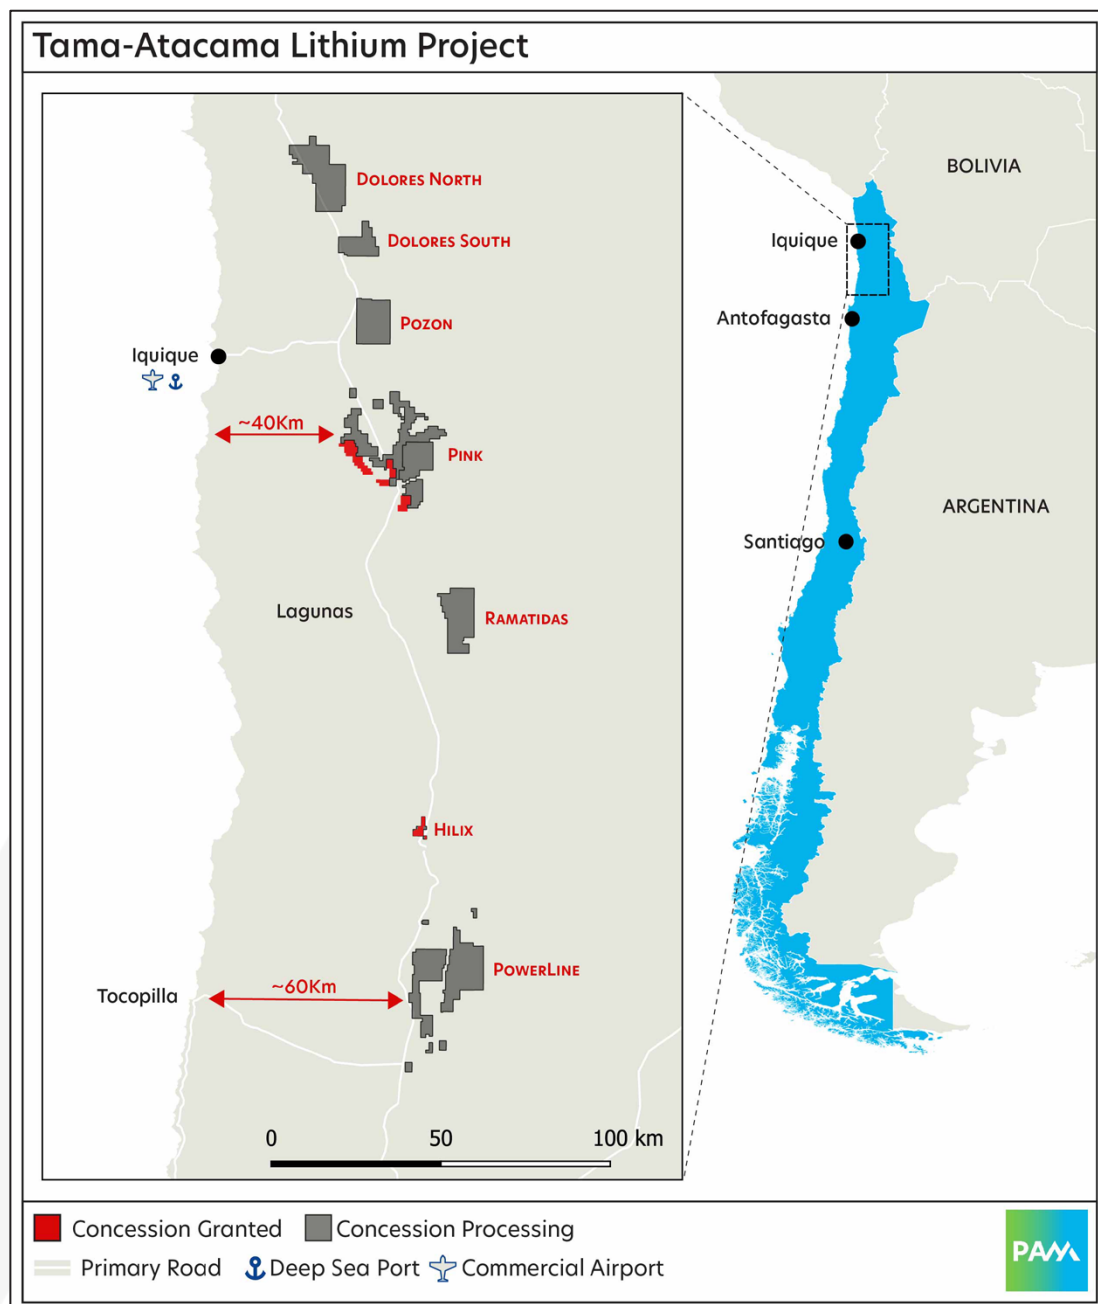 Tama-Atacama Lithium Project
DOLORES NORTH
DOLORES SOUTH
POZON
Iquique
~40Km
PINK
Lagunas
RAMATIDAS
HILIX
POWERLINE
Tocopilla
~60Km
0 50 100 km
BOLIVIA
Iquique
Antofagasta
ARGENTINA
Santiago
Concession Granted Concession Processing
Primary Road Deep Sea Port Commercial Airport
PAM